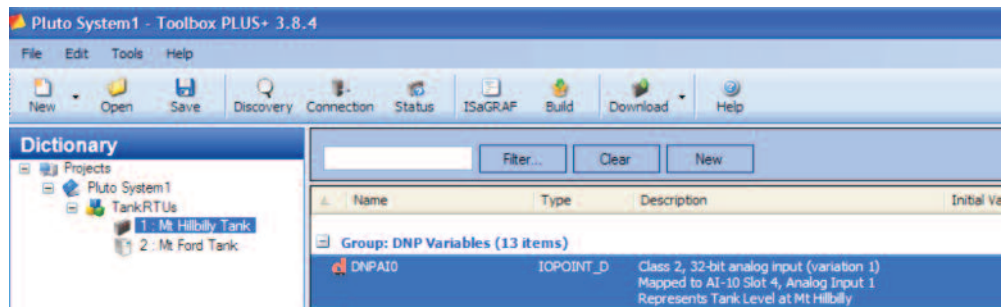 Pluto System1 - Toolbox PLUS+ 3.8.4
File Edit Tools Help
New Open Save Discovery Connection Status ISaGRAF Build Download Help
Dictionary
Filter... Clear New
Projects
Pluto System1
TankRTUs
1 : Mt Hillbilly Tank
2 : Mt Ford Tank
Name Type Description Initial Va
Group: DNP Variables (13 items)
DNPAI0 IOPOINT_D Class 2, 32-bit analog input (variation 1)
Mapped to AI-10 Slot 4, Analog Input 1
Represents Tank Level at Mt Hillbilly